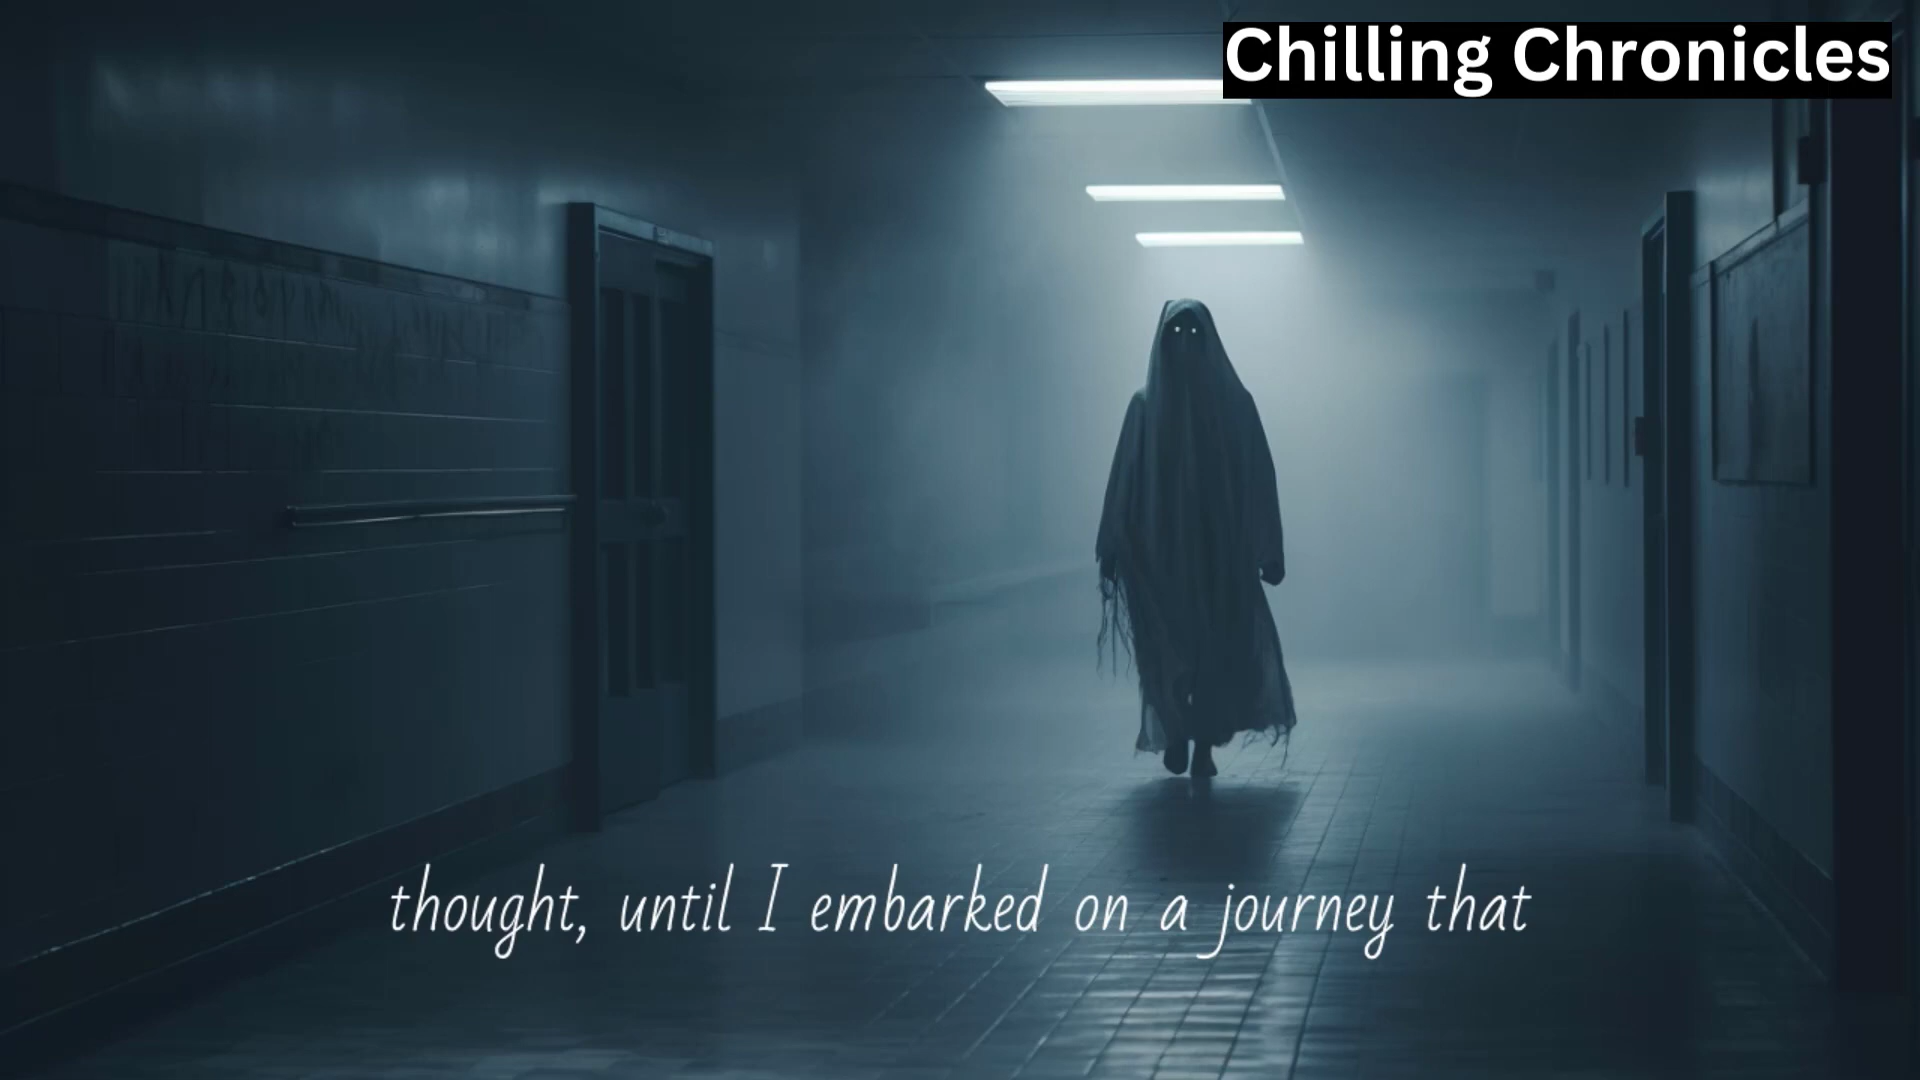 Chilling Chronicles
thought, until I embarked on a journey that